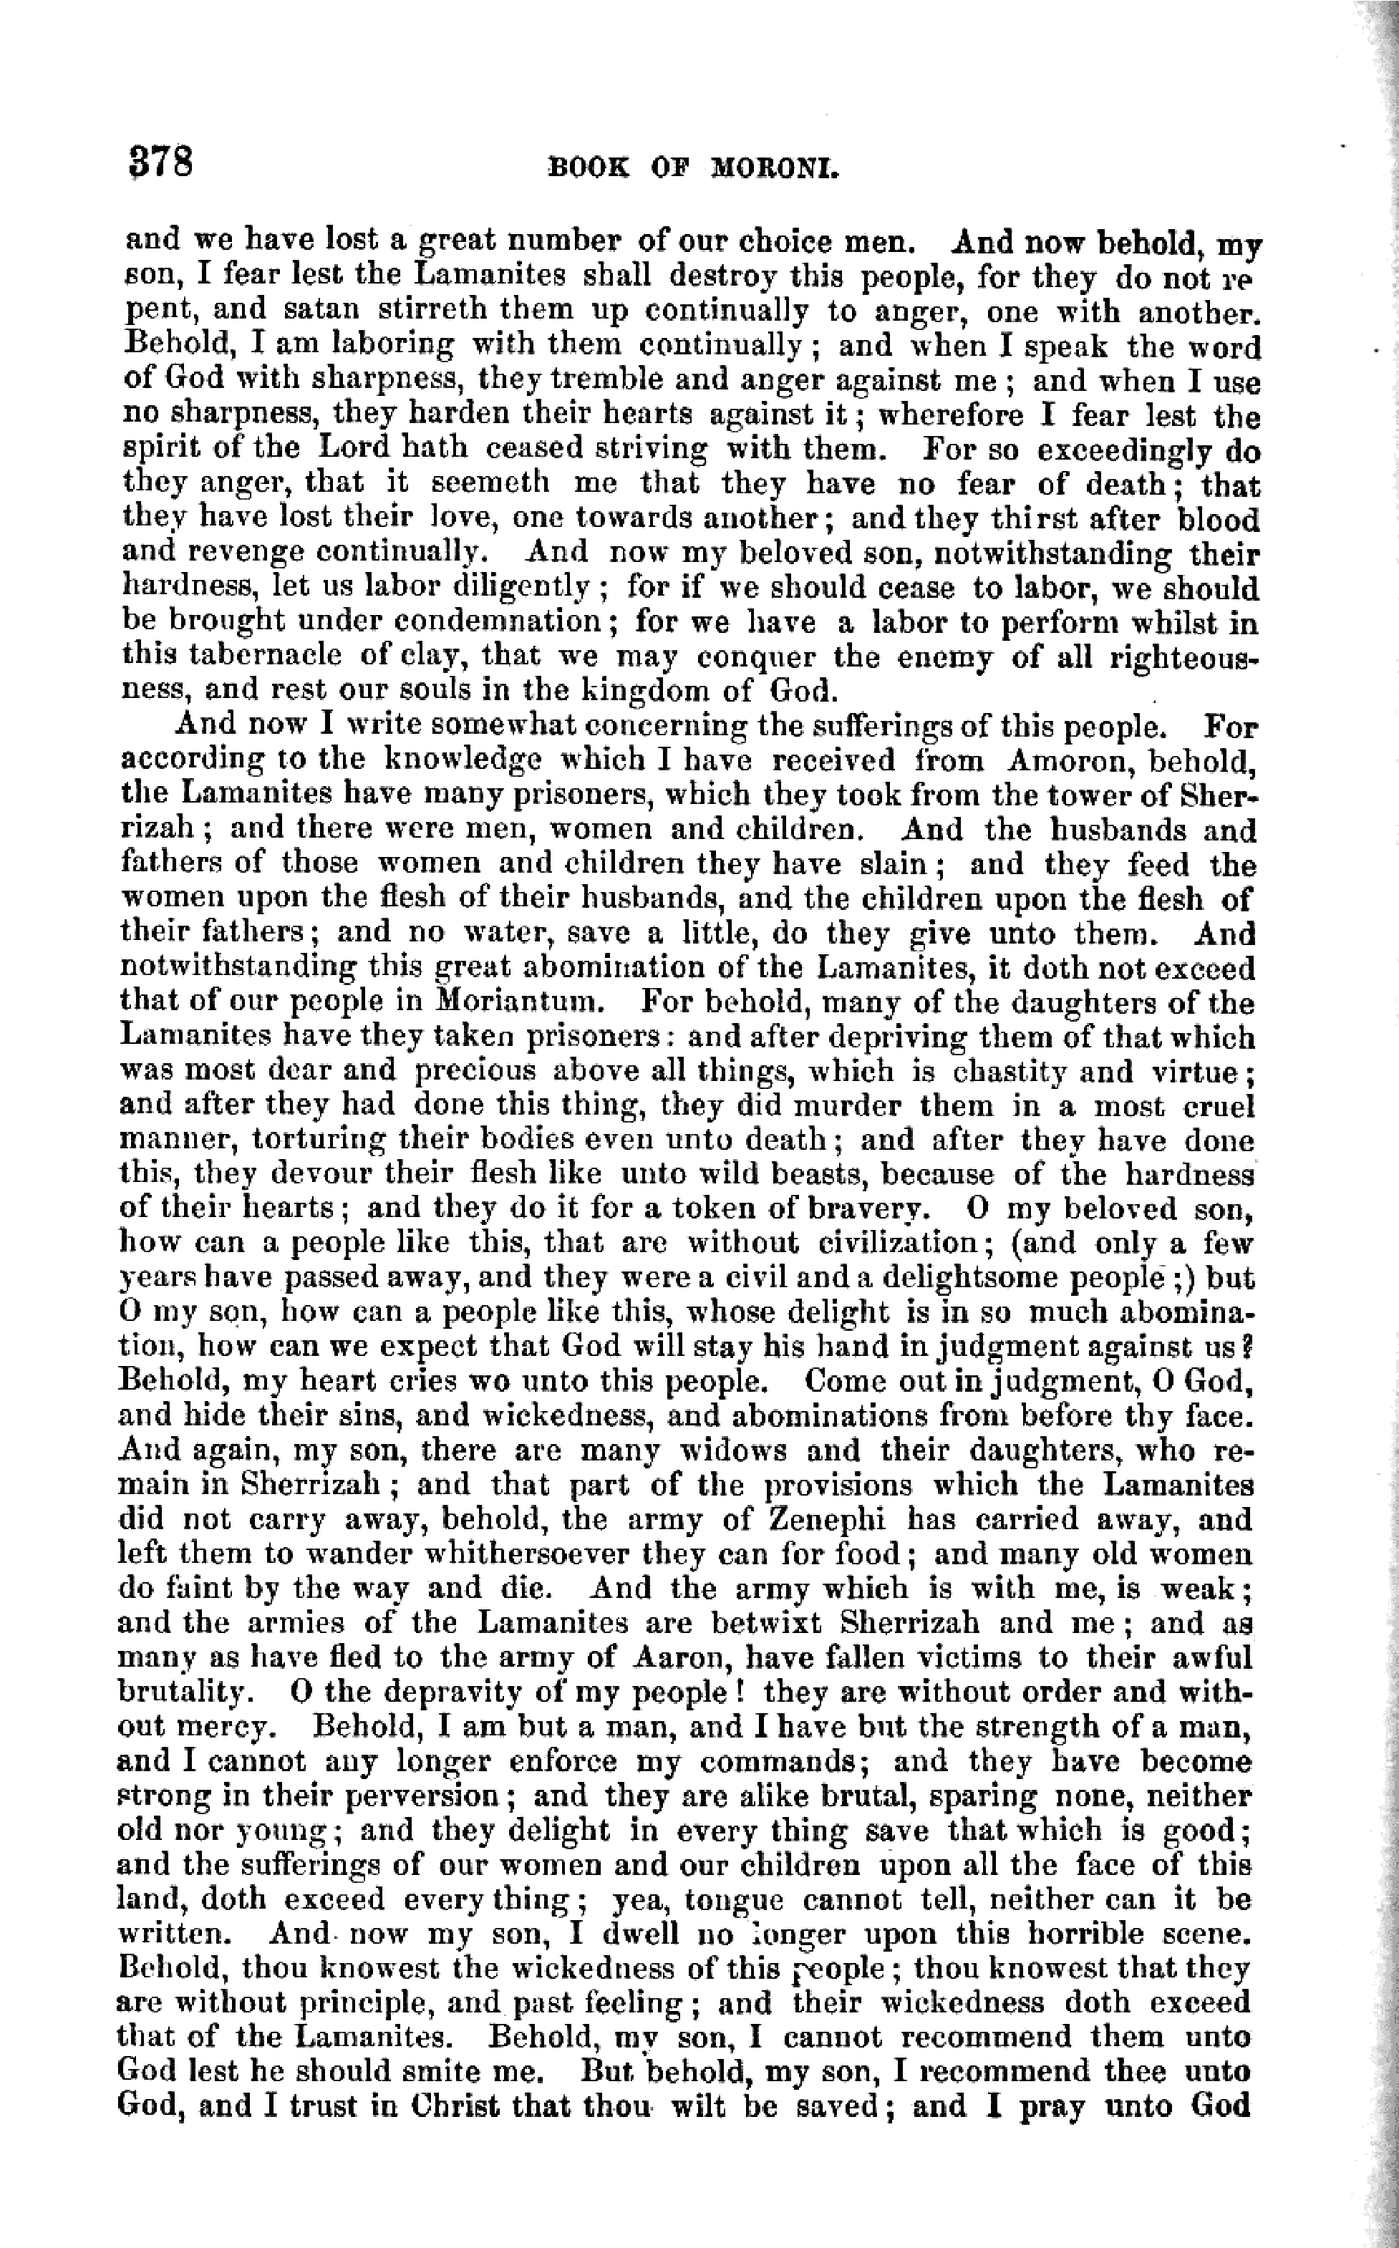 378 BOOK OF MORONI.
and we have lost a great number of our choice men. And now behold, my
son, I fear lest the Lamanites shall destroy this people, for they do not re
pent, and satan stirreth them up continually to anger, one with another.
Behold, I am laboring with them continually; and when I speak the word
of God with sharpness, they tremble and anger against me; and when I use
no sharpness, they harden their hearts against it; wherefore I fear lest the
spirit of the Lord hath ceased striving with them. For so exceedingly do
they anger, that it seemeth me that they have no fear of death; that
they have lost their love, one towards another; and they thirst after blood
and revenge continually. And now my beloved son, notwithstanding their
hardness, let us labor diligently; for if we should cease to labor, we should
be brought under condemnation; for we have a labor to perform whilst in
this tabernacle of clay, that we may conquer the enemy of all righteous-
ness, and rest our souls in the kingdom of God.
And now I write somewhat concerning the sufferings of this people. For
according to the knowledge which I have received from Amoron, behold,
the Lamanites have many prisoners, which they took from the tower of Sher-
rizah; and there were men, women and children. And the husbands and
fathers of those women and children they have slain; and they feed the
women upon the flesh of their husbands, and the children upon the flesh of
their fathers; and no water, save a little, do they give unto them. And
notwithstanding this great abomination of the Lamanites, it doth not exceed
that of our people in Moriantum. For behold, many of the daughters of the
Lamanites have they taken prisoners: and after depriving them of that which
was most dear and precious above all things, which is chastity and virtue;
and after they had done this thing, they did murder them in a most cruel
manner, torturing their bodies even unto death; and after they have done
this, they devour their flesh like unto wild beasts, because of the hardness
of their hearts; and they do it for a token of bravery. O my beloved son,
how can a people like this, that are without civilization; (and only a few
years have passed away, and they were a civil and a delightsome people;) but
O my son, how can a people like this, whose delight is in so much abomina-
tion, how can we expect that God will stay his hand in judgment against us?
Behold, my heart cries wo unto this people. Come out in judgment, O God,
and hide their sins, and wickedness, and abominations from before thy face.
And again, my son, there are many widows and their daughters, who re-
main in Sherrizah; and that part of the provisions which the Lamanites
did not carry away, behold, the army of Zenephi has carried away, and
left them to wander whithersoever they can for food; and many old women
do faint by the way and die. And the army which is with me, is weak;
and the armies of the Lamanites are betwixt Sherrizah and me; and as
many as have fled to the army of Aaron, have fallen victims to their awful
brutality. O the depravity of my people! they are without order and with-
out mercy. Behold, I am but a man, and I have but the strength of a man,
and I cannot any longer enforce my commands; and they have become
strong in their perversion; and they are alike brutal, sparing none, neither
old nor young; and they delight in every thing save that which is good;
and the sufferings of our women and our children upon all the face of this
land, doth exceed every thing; yea, tongue cannot tell, neither can it be
written. And now my son, I dwell no longer upon this horrible scene.
Behold, thou knowest the wickedness of this people; thou knowest that they
are without principle, and past feeling; and their wickedness doth exceed
that of the Lamanites. Behold, my son, I cannot recommend them unto
God lest he should smite me. But behold, my son, I recommend thee unto
God, and I trust in Christ that thou wilt be saved; and I pray unto God